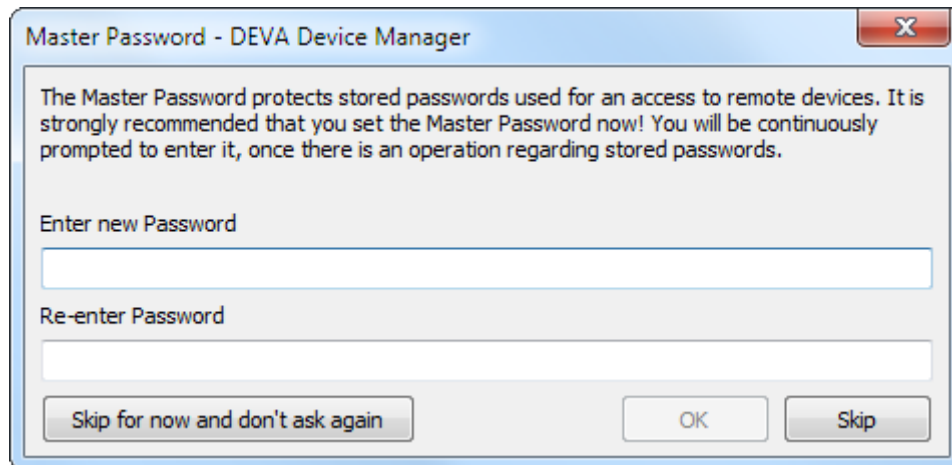 Master Password - DEVA Device Manager
The Master Password protects stored passwords used for an access to remote devices. It is
strongly recommended that you set the Master Password now! You will be continuously
prompted to enter it, once there is an operation regarding stored passwords.
Enter new Password
Re-enter Password
Skip for now and don't ask again
OK
Skip